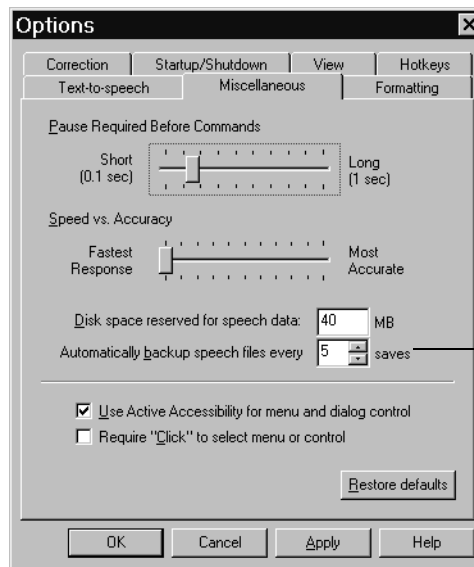 Options
Correction Startup/Shutdown View Hotkeys
Text-to-speech Miscellaneous Formatting
Pause Required Before Commands
Short
(0.1 sec)
Long
(1 sec)
Speed vs. Accuracy
Fastest
Response
Most
Accurate
Disk space reserved for speech data: 40 MB
Automatically backup speech files every 5 saves
Use Active Accessibility for menu and dialog control
Require "Click" to select menu or control
Restore defaults
OK Cancel Apply Help